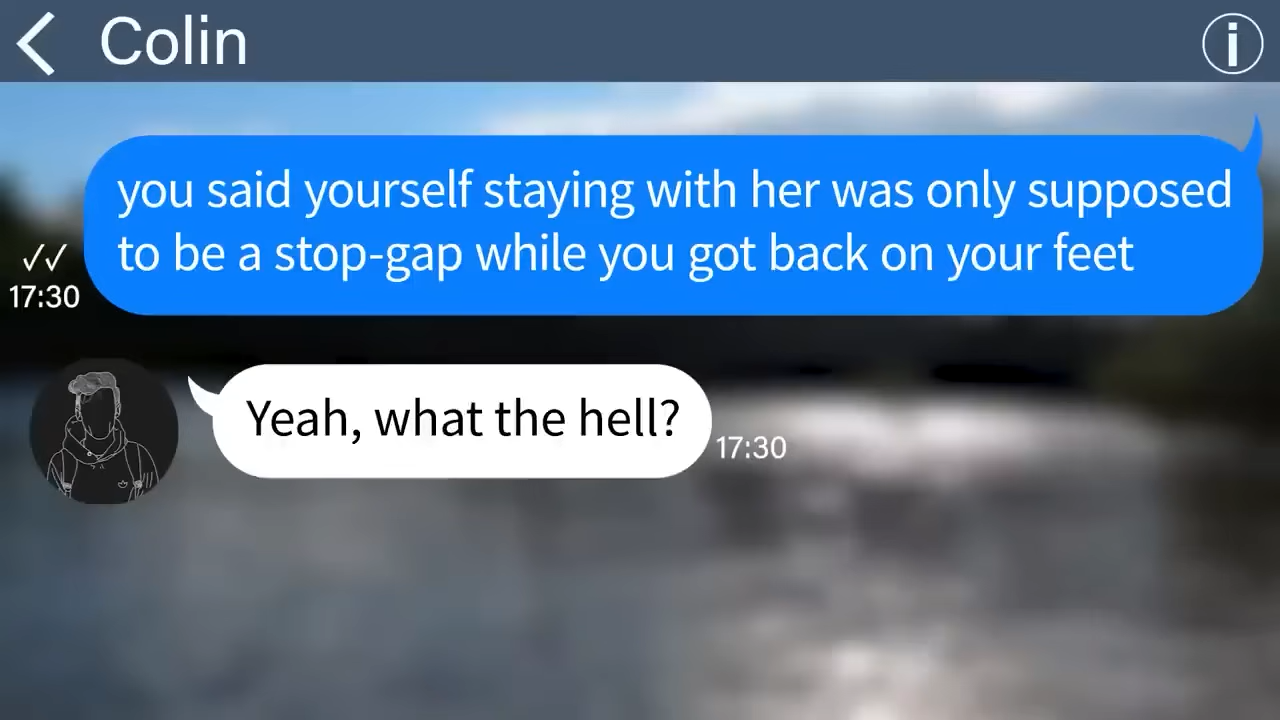 Colin
you said yourself staying with her was only supposed
to be a stop-gap while you got back on your feet
17:30
Yeah, what the hell?
17:30